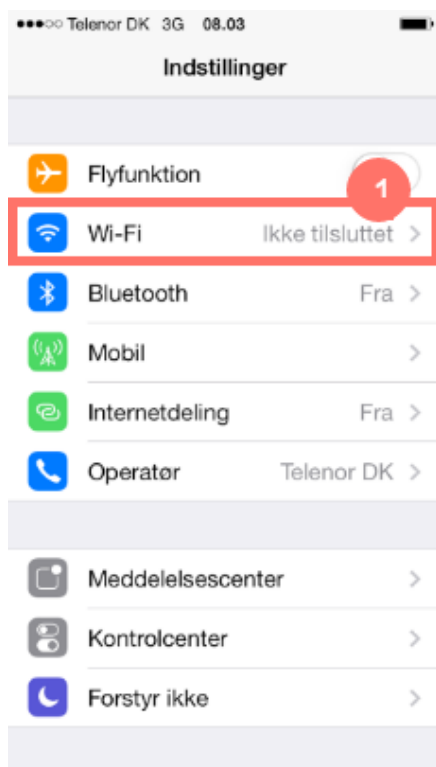 Telenor DK 3G 08.03
Indstillinger
Flyfunktion
1
Wi-Fi Ikke tilsluttet
Bluetooth Fra
Mobil
Internetdeling Fra
Operatør Telenor DK
Meddelelsescenter
Kontrolcenter
Forstyr ikke